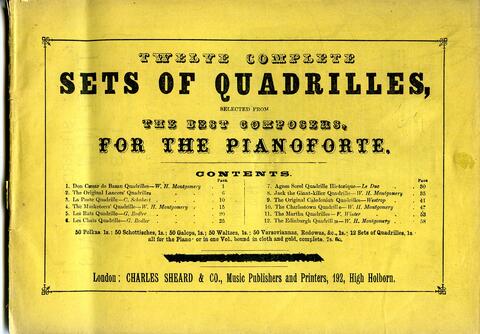 TWELVE COMPLETE
SETS OF QUADRILLES,
SELECTED FROM
THE BEST COMPOSERS,
FOR THE PIANOFORTE.
CONTENTS.
PAGE
1. Don Cæsar de Bazan Quadrilles—W. H. Montgomery 1
2. The Original Lancers' Quadrilles 6
3. La Poste Quadrille—C. Schubert 10
4. The Musketeers' Quadrille—W. H. Montgomery 15
5. Les Rats Quadrilles—G. Redler 20
6. Les Chats Quadrilles—G. Redler 25
PAGE
7. Agnes Sorel Quadrille Historique—Le Duc 30
8. Jack the Giant-killer Quadrille—W. H. Montgomery 35
9. The Original Caledonian Quadrilles—Westrop 41
10. The Charlestown Quadrille—W. H. Montgomery 47
11. The Martha Quadrilles—F. Winter 53
12. The Edinburgh Quadrilles—W. H. Montgomery 58
50 Polkas 1s.; 50 Schottisches, 1s.; 50 Galops, 1s.; 50 Waltzes, 1s.; 50 Varsoviannas, Redowas, &c., 1s.; 12 Sets of Quadrilles, 1s.
all for the Piano: or in one Vol. bound in cloth and gold, complete, 7s. 6d.
London: CHARLES SHEARD & CO., Music Publishers and Printers, 192, High Holborn.